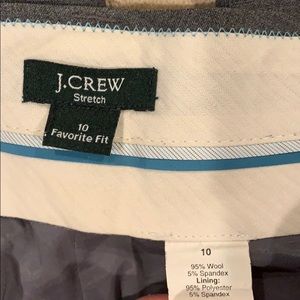 J.CREW
Stretch
10
Favorite Fit
10
95% Wool
5% Spandex
Lining:
95% Polyester
5% Spandex